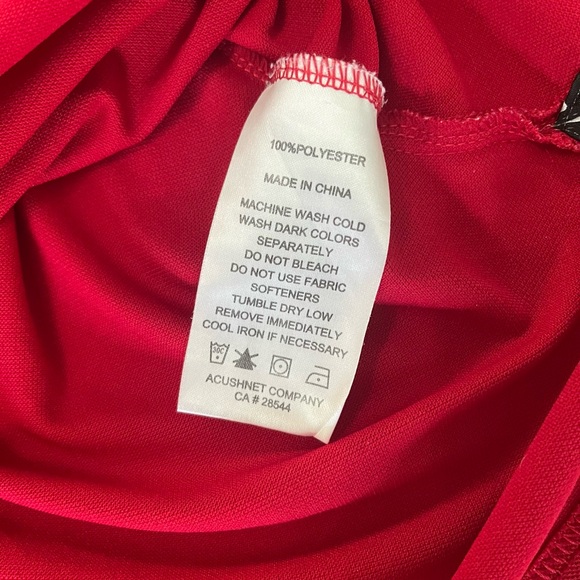 100%POLYESTER
MADE IN CHINA
MACHINE WASH COLD
WASH DARK COLORS
SEPARATELY
DO NOT BLEACH
DO NOT USE FABRIC
SOFTENERS
TUMBLE DRY LOW
REMOVE IMMEDIATELY
COOL IRON IF NECESSARY
30C
ACUSHNET COMPANY
CA # 28544